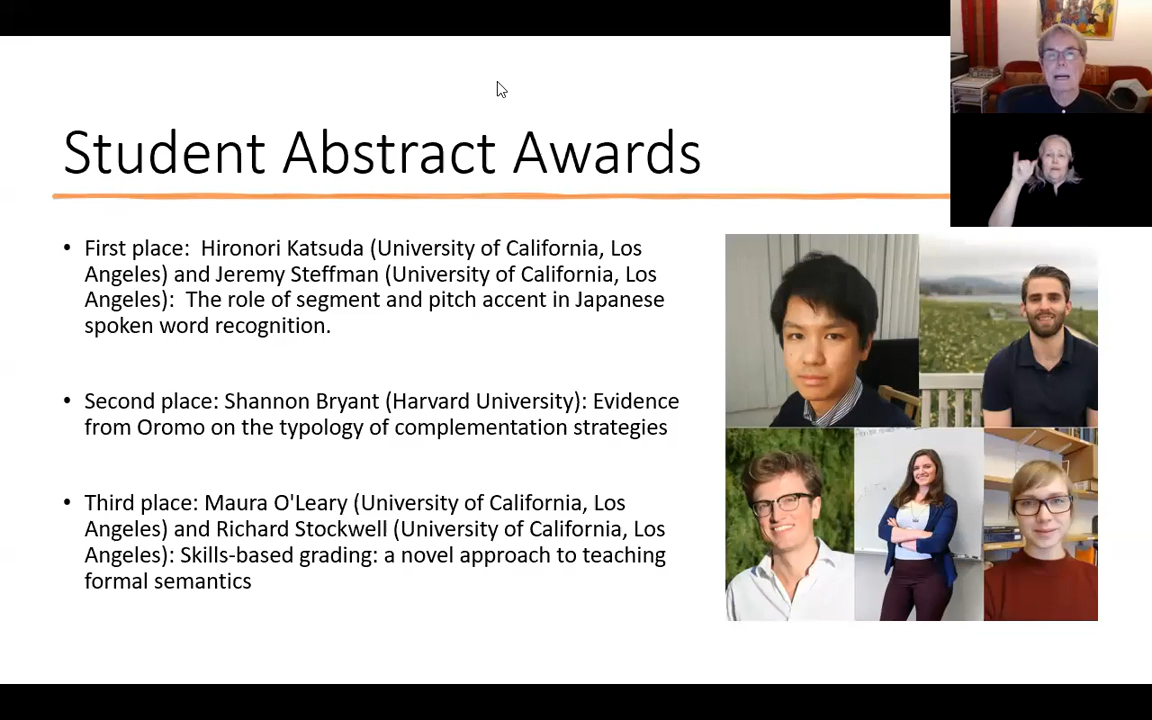 Student Abstract Awards
• First place:  Hironori Katsuda (University of California, Los
Angeles) and Jeremy Steffman (University of California, Los
Angeles):  The role of segment and pitch accent in Japanese
spoken word recognition.
• Second place: Shannon Bryant (Harvard University): Evidence
from Oromo on the typology of complementation strategies
• Third place: Maura O'Leary (University of California, Los
Angeles) and Richard Stockwell (University of California, Los
Angeles): Skills-based grading: a novel approach to teaching
formal semantics